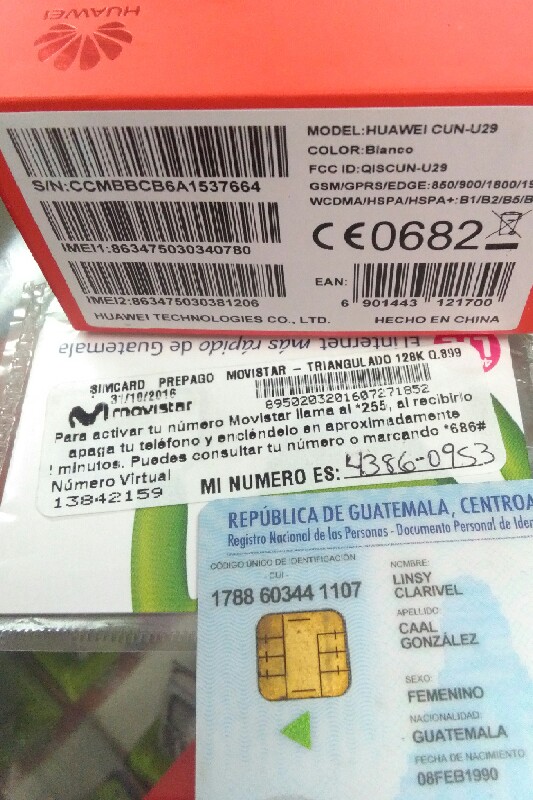 HUAWEI
MODEL:HUAWEI CUN-U29
COLOR:Blanco
FCC ID:QISCUN-U29
GSM/GPRS/EDGE:850/900/1800/19
WCDMA/HSPA/HSPA+:B1/B2/B5/B
S/N:CCMBBCB6A1537664
IMEI1:863475030340780
IMEI2:863475030381206
CE0682
EAN:
6 901443 121700
HUAWEI TECHNOLOGIES CO., LTD.
HECHO EN CHINA
El internet más rápido de Guatemala
SIMCARD PREPAGO MOVISTAR - TRIANGULADO 128K Q.899
31/10/2016
8950203201607271852
movistar
Para activar tu número Movistar llama al *255, al recibirlo
apaga tu teléfono y enciéndelo en aproximadamente
minutos. Puedes consultar tu número o marcando *686#
Número Virtual
13842159
MI NUMERO ES: 4386-0953
REPÚBLICA DE GUATEMALA, CENTROA
Registro Nacional de las Personas - Documento Personal de Iden
CÓDIGO ÚNICO DE IDENTIFICACIÓN
- CUI -
1788 60344 1107
NOMBRE:
LINSY
CLARIVEL
APELLIDO:
CAAL
GONZÁLEZ
SEXO:
FEMENINO
NACIONALIDAD:
GUATEMALA
FECHA DE NACIMIENTO
08FEB1990